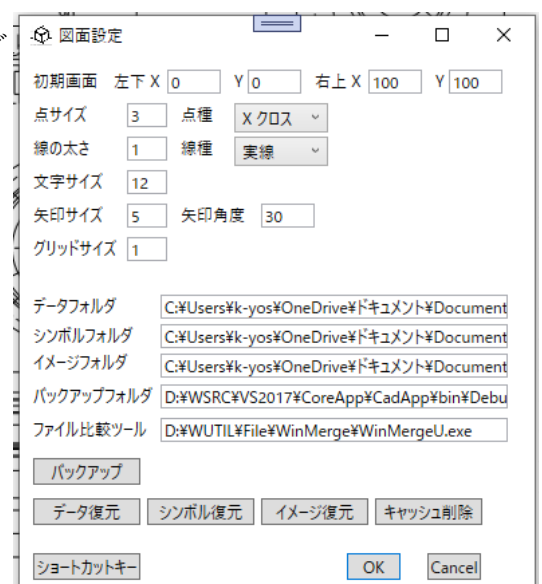 図面設定
初期画面 左下 X 0 Y 0 右上 X 100 Y 100
点サイズ 3 点種 X クロス
線の太さ 1 線種 実線
文字サイズ 12
矢印サイズ 5 矢印角度 30
グリッドサイズ 1
データフォルダ C:¥Users¥k-yos¥OneDrive¥ドキュメント¥Document
シンボルフォルダ C:¥Users¥k-yos¥OneDrive¥ドキュメント¥Document
イメージフォルダ C:¥Users¥k-yos¥OneDrive¥ドキュメント¥Document
バックアップフォルダ D:¥WSRC¥VS2017¥CoreApp¥CadApp¥bin¥Debu
ファイル比較ツール D:¥WUTIL¥File¥WinMerge¥WinMergeU.exe
バックアップ
データ復元 シンボル復元 イメージ復元 キャッシュ削除
ショートカットキー OK Cancel